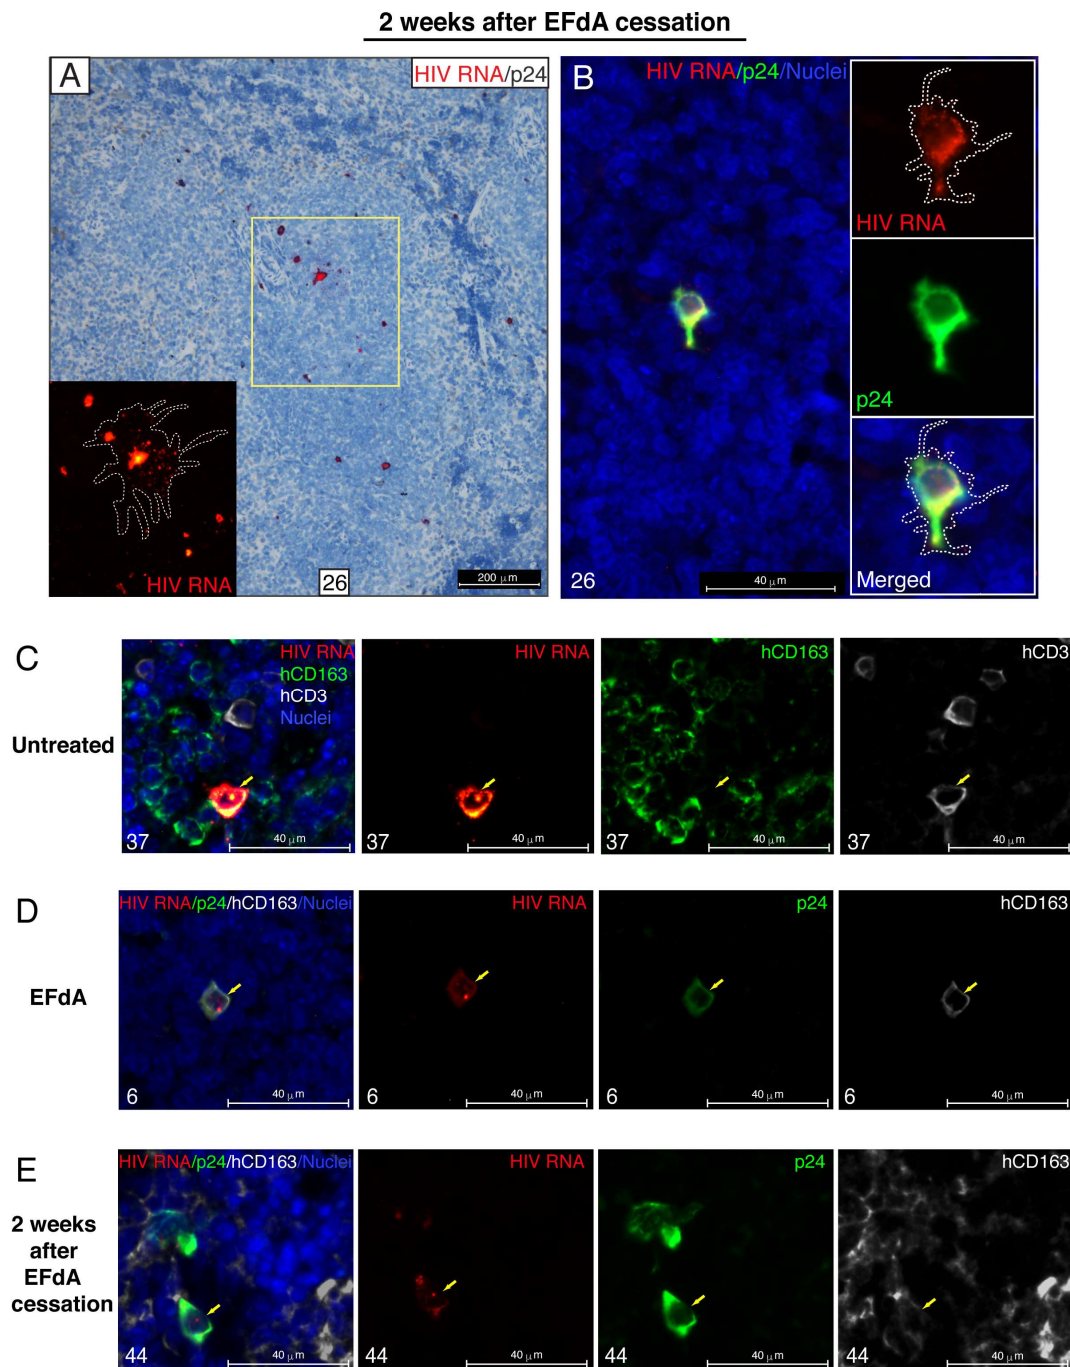 2 weeks after EFdA cessation
A
HIV RNA/p24
HIV RNA
26
200 μm
B
HIV RNA/p24/Nuclei
HIV RNA
p24
Merged
26
40 μm
C
Untreated
HIV RNA
hCD163
hCD3
Nuclei
37
40 μm
HIV RNA
37
40 μm
hCD163
37
40 μm
hCD3
37
40 μm
D
EFdA
HIV RNA/p24/hCD163/Nuclei
6
40 μm
HIV RNA
6
40 μm
p24
6
40 μm
hCD163
6
40 μm
E
2 weeks
after
EFdA
cessation
HIV RNA/p24/hCD163/Nuclei
44
40 μm
HIV RNA
44
40 μm
p24
44
40 μm
hCD163
44
40 μm